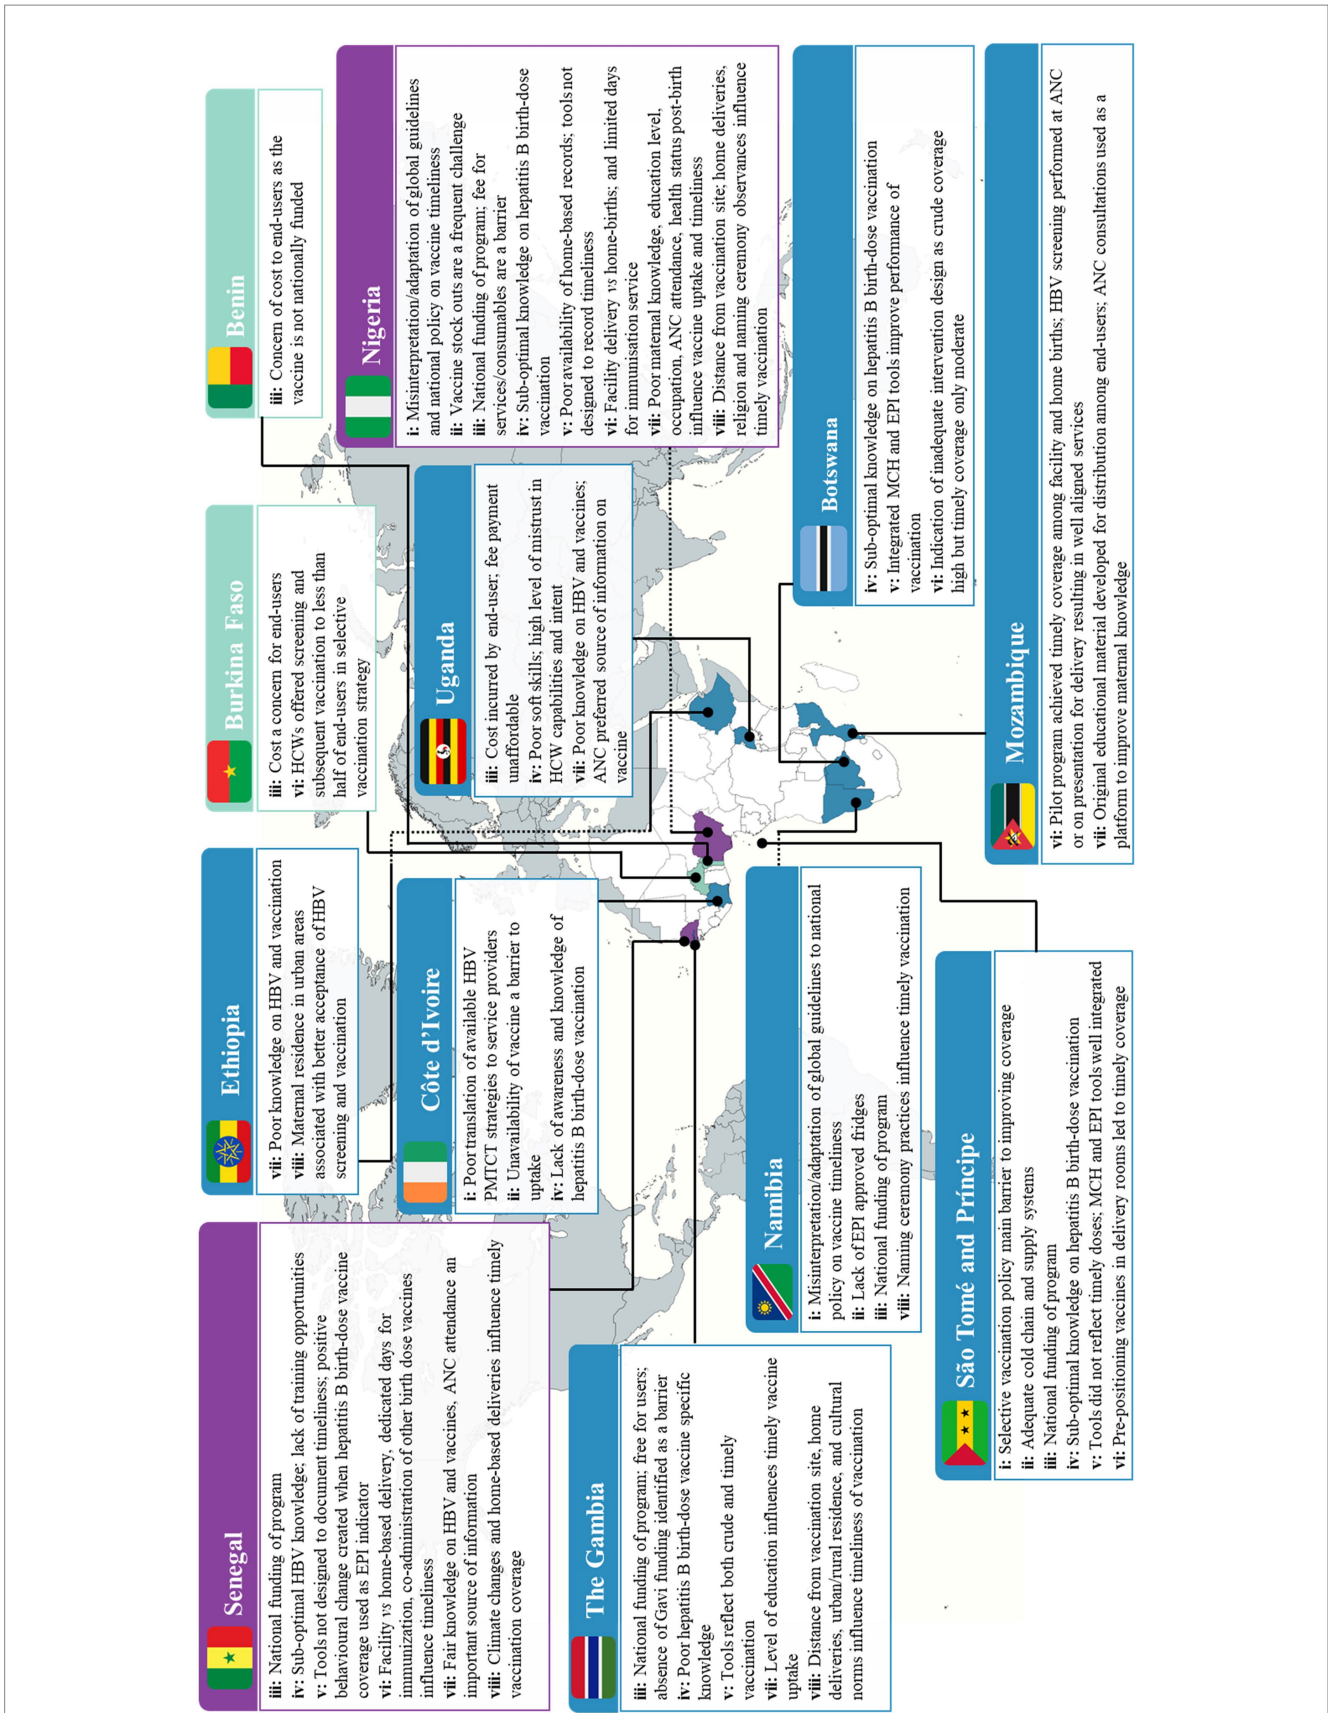 Senegal
iii: National funding of program
iv: Sub-optimal HBV knowledge; lack of training opportunities
v: Tools not designed to document timeliness; positive
behavioural change created when hepatitis B birth-dose vaccine
coverage used as EPI indicator
vi: Facility vs home-based delivery, dedicated days for
immunization, co-administration of other birth dose vaccines
influence timeliness
vii: Fair knowledge on HBV and vaccines, ANC attendance an
important source of information
viii: Climate changes and home-based deliveries influence timely
vaccination coverage
Ethiopia
vii: Poor knowledge on HBV and vaccination
viii: Maternal residence in urban areas
associated with better acceptance of HBV
screening and vaccination
Burkina Faso
iii: Cost a concern for end-users
vi: HCWs offered screening and
subsequent vaccination to less than
half of end-users in selective
vaccination strategy
Benin
iii: Concern of cost to end-users as the
vaccine is not nationally funded
Nigeria
i: Misinterpretation/adaptation of global guidelines
and national policy on vaccine timeliness
ii: Vaccine stock outs are a frequent challenge
iii: National funding of program; fee for
services/consumables are a barrier
iv: Sub-optimal knowledge on hepatitis B birth-dose
vaccination
v: Poor availability of home-based records; tools not
designed to record timeliness
vi: Facility delivery vs home-births; and limited days
for immunisation service
vii: Poor maternal knowledge, education level,
occupation, ANC attendance, health status post-birth
influence vaccine uptake and timeliness
viii: Distance from vaccination site; home deliveries,
religion and naming ceremony observances influence
timely vaccination
Côte d'Ivoire
i: Poor translation of available HBV
PMTCT strategies to service providers
ii: Unavailability of vaccine a barrier to
uptake
iv: Lack of awareness and knowledge of
hepatitis B birth-dose vaccination
Uganda
iii: Cost incurred by end-user; fee payment
unaffordable
iv: Poor soft skills; high level of mistrust in
HCW capabilities and intent
vii: Poor knowledge on HBV and vaccines;
ANC preferred source of information on
vaccine
The Gambia
iii: National funding of program; free for users;
absence of Gavi funding identified as a barrier
iv: Poor hepatitis B birth-dose vaccine specific
knowledge
v: Tools reflect both crude and timely
vaccination
vii: Level of education influences timely vaccine
uptake
viii: Distance from vaccination site, home
deliveries, urban/rural residence, and cultural
norms influence timeliness of vaccination
Namibia
i: Misinterpretation/adaptation of global guidelines to national
policy on vaccine timeliness
ii: Lack of EPI approved fridges
iii: National funding of program
viii: Naming ceremony practices influence timely vaccination
Botswana
iv: Sub-optimal knowledge on hepatitis B birth-dose vaccination
v: Integrated MCH and EPI tools improve performance of
vaccination
vi: Indication of inadequate intervention design as crude coverage
high but timely coverage only moderate
São Tomé and Príncipe
i: Selective vaccination policy main barrier to improving coverage
ii: Adequate cold chain and supply systems
iii: National funding of program
iv: Sub-optimal knowledge on hepatitis B birth-dose vaccination
v: Tools did not reflect timely doses; MCH and EPI tools well integrated
vi: Pre-positioning vaccines in delivery rooms led to timely coverage
Mozambique
vi: Pilot program achieved timely coverage among facility and home births; HBV screening performed at ANC
or on presentation for delivery resulting in well aligned services
vii: Original educational material developed for distribution among end-users; ANC consultations used as a
platform to improve maternal knowledge